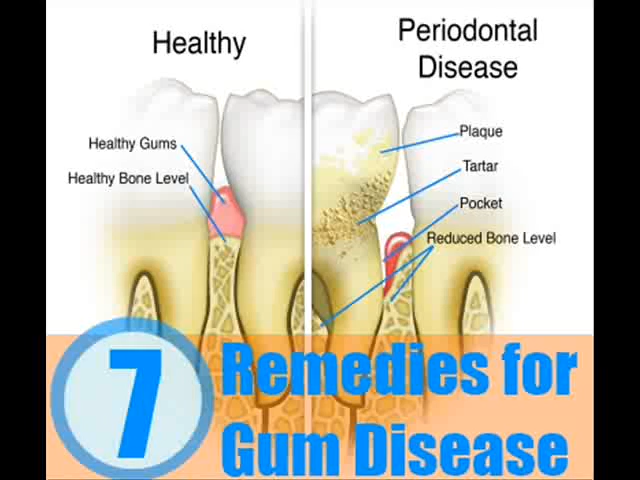 Healthy
Periodontal
Disease
Healthy Gums
Healthy Bone Level
Plaque
Tartar
Pocket
Reduced Bone Level
7
Remedies for
Gum Disease